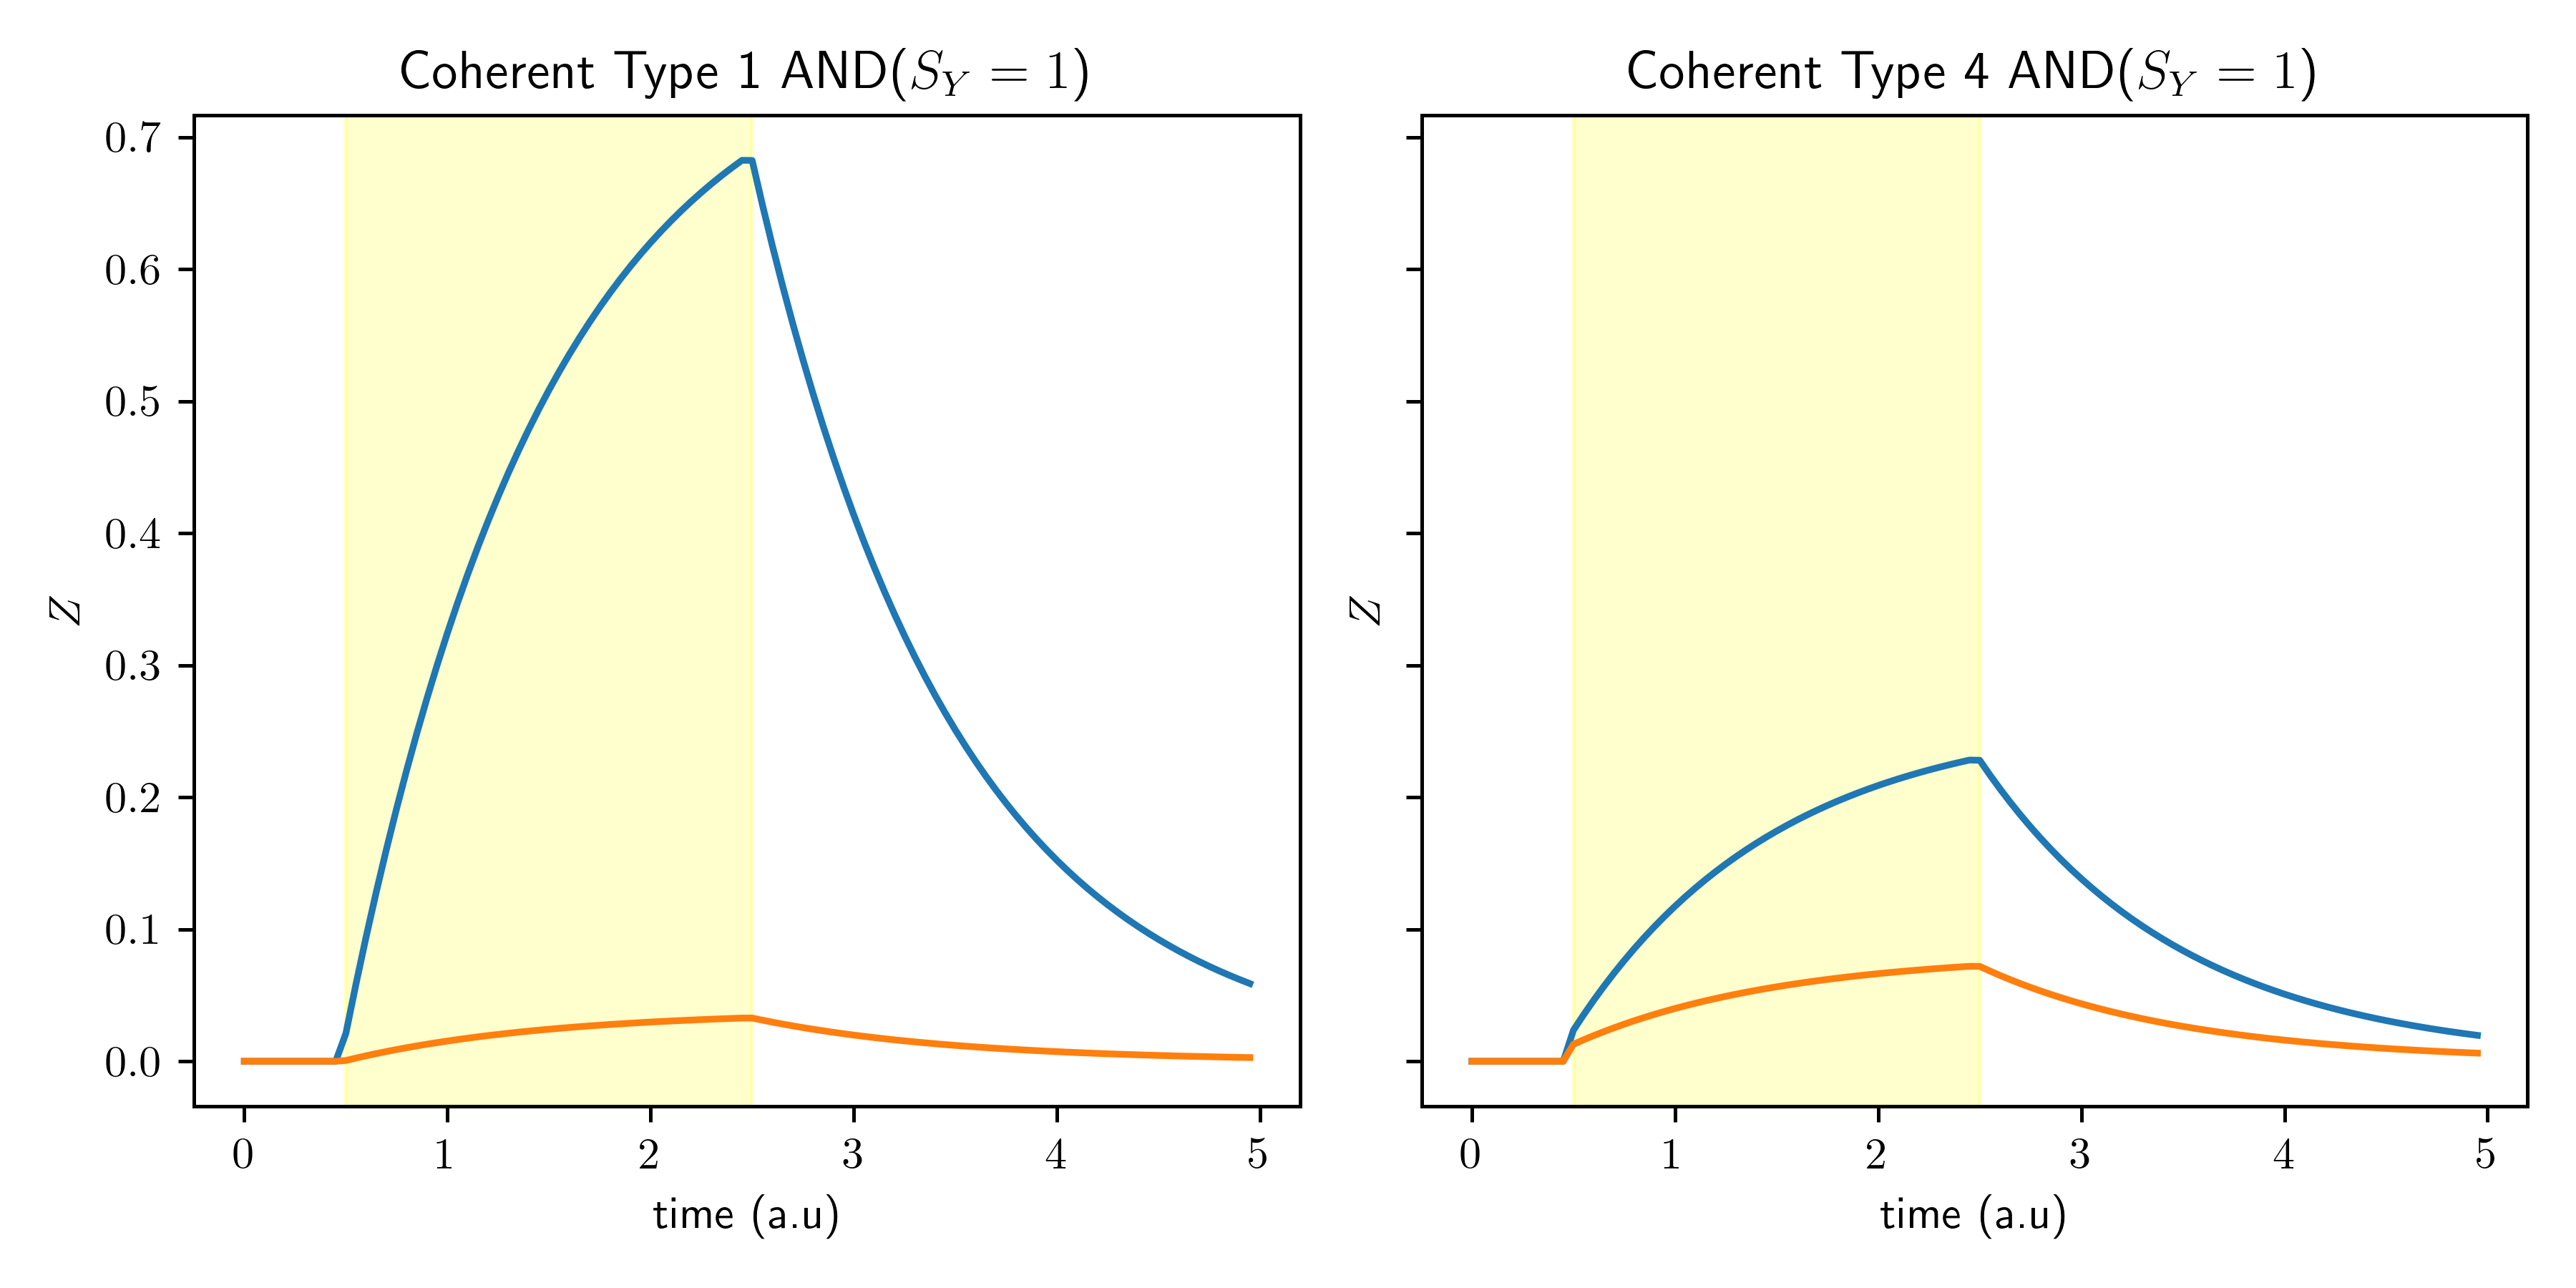 Coherent Type 1 AND($S_Y = 1$)
Z
0.7
0.6
0.5
0.4
0.3
0.2
0.1
0.0
0 1 2 3 4 5
time (a.u)
Coherent Type 4 AND($S_Y = 1$)
Z
0 1 2 3 4 5
time (a.u)